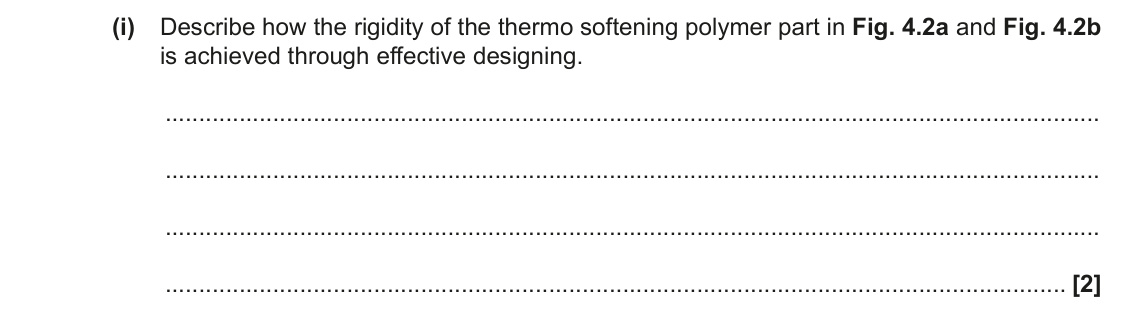 (i) Describe how the rigidity of the thermo softening polymer part in Fig. 4.2a and Fig. 4.2b
is achieved through effective designing.
................................................................................................................................................
................................................................................................................................................
................................................................................................................................................
........................................................................................................................................... [2]